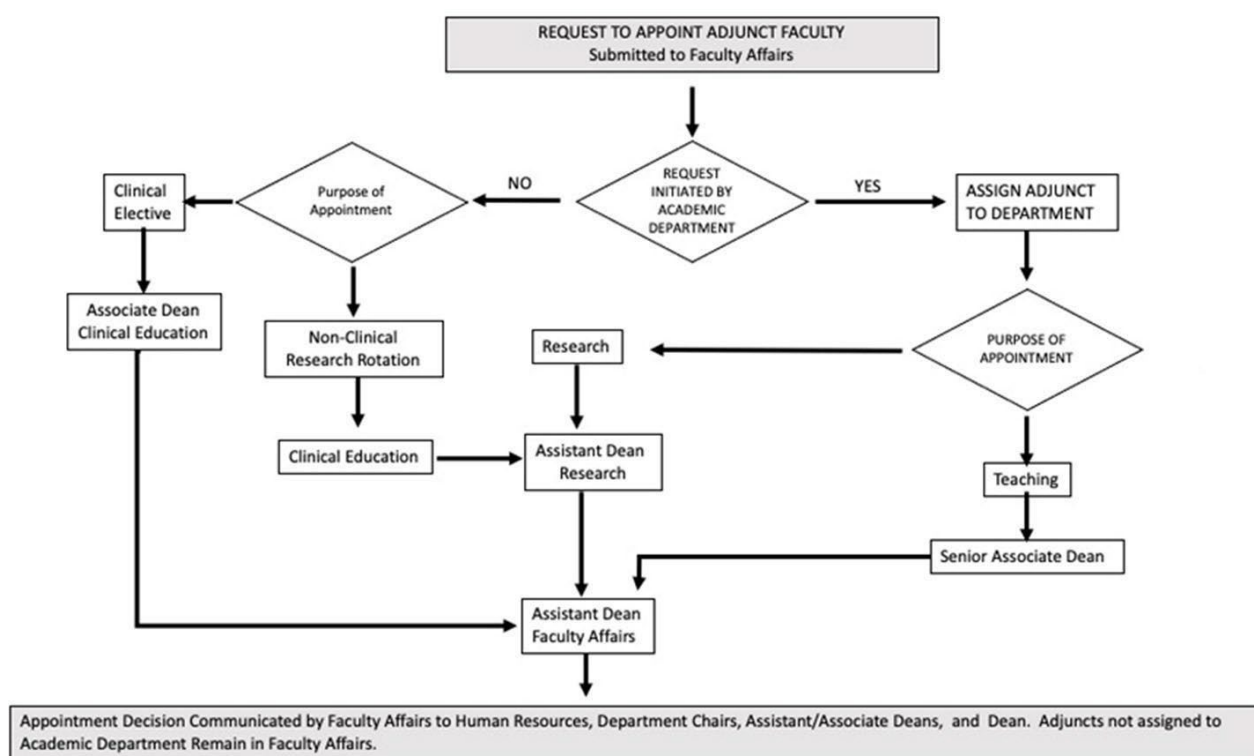 REQUEST TO APPOINT ADJUNCT FACULTY
Submitted to Faculty Affairs
REQUEST
INITIATED BY
ACADEMIC
DEPARTMENT
NO
YES
Purpose of
Appointment
Clinical
Elective
ASSIGN ADJUNCT
TO DEPARTMENT
Associate Dean
Clinical Education
Non-Clinical
Research Rotation
Research
PURPOSE OF
APPOINTMENT
Clinical Education
Assistant Dean
Research
Teaching
Senior Associate Dean
Assistant Dean
Faculty Affairs
Appointment Decision Communicated by Faculty Affairs to Human Resources, Department Chairs, Assistant/Associate Deans, and Dean. Adjuncts not assigned to
Academic Department Remain in Faculty Affairs.